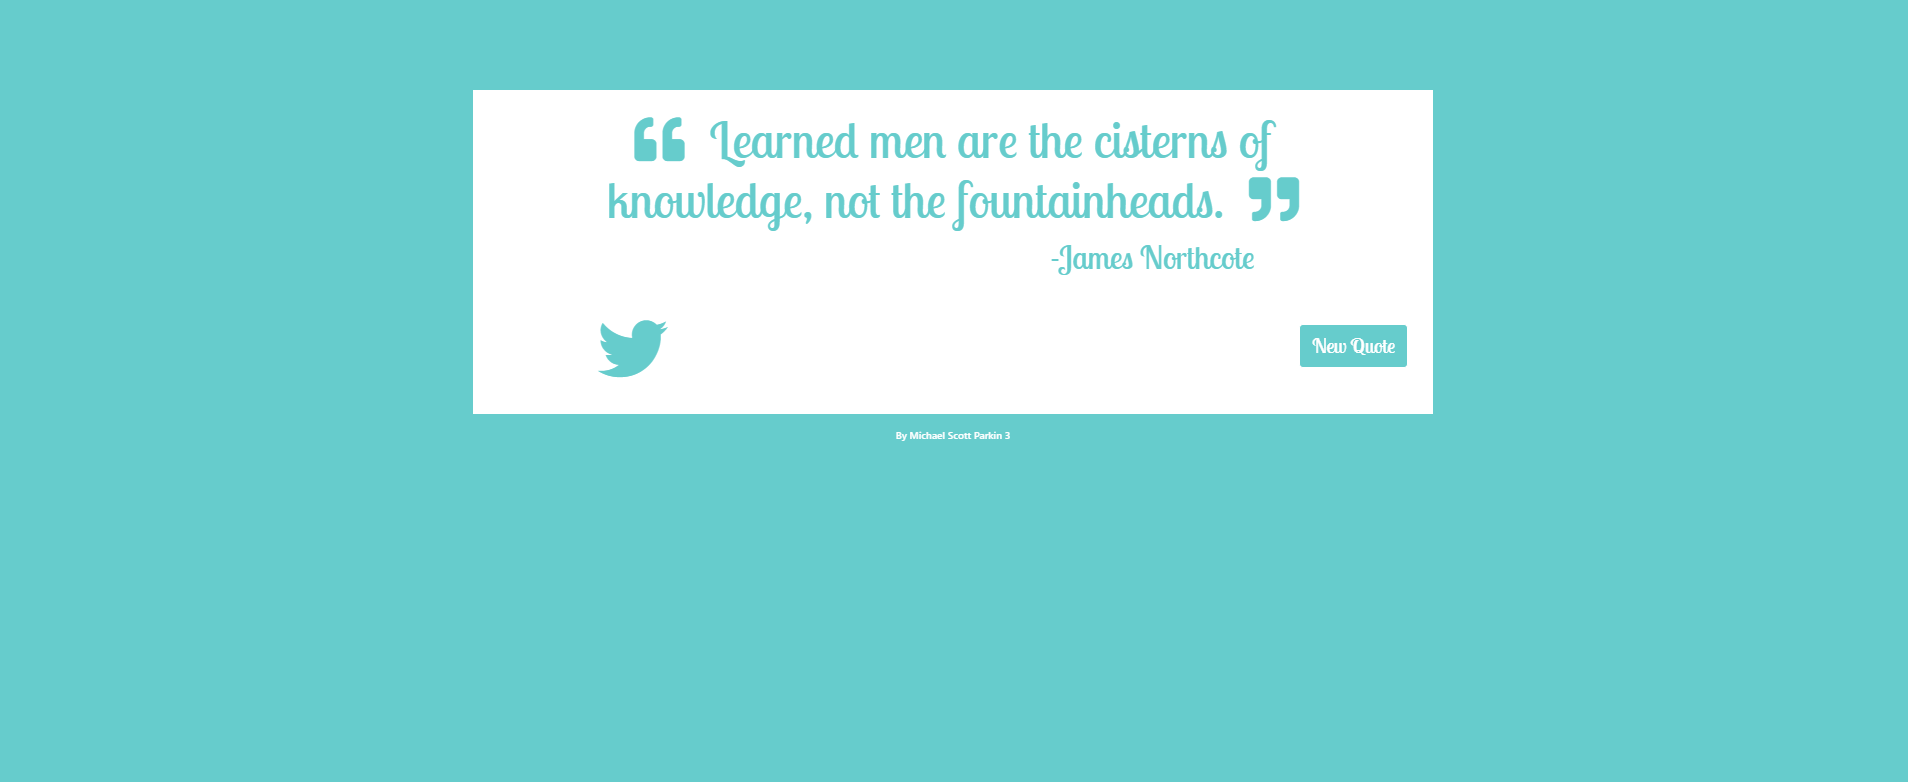 “ Learned men are the cisterns of
knowledge, not the fountainheads. ”
-James Northcote
New Quote
By Michael Scott Parkin 3